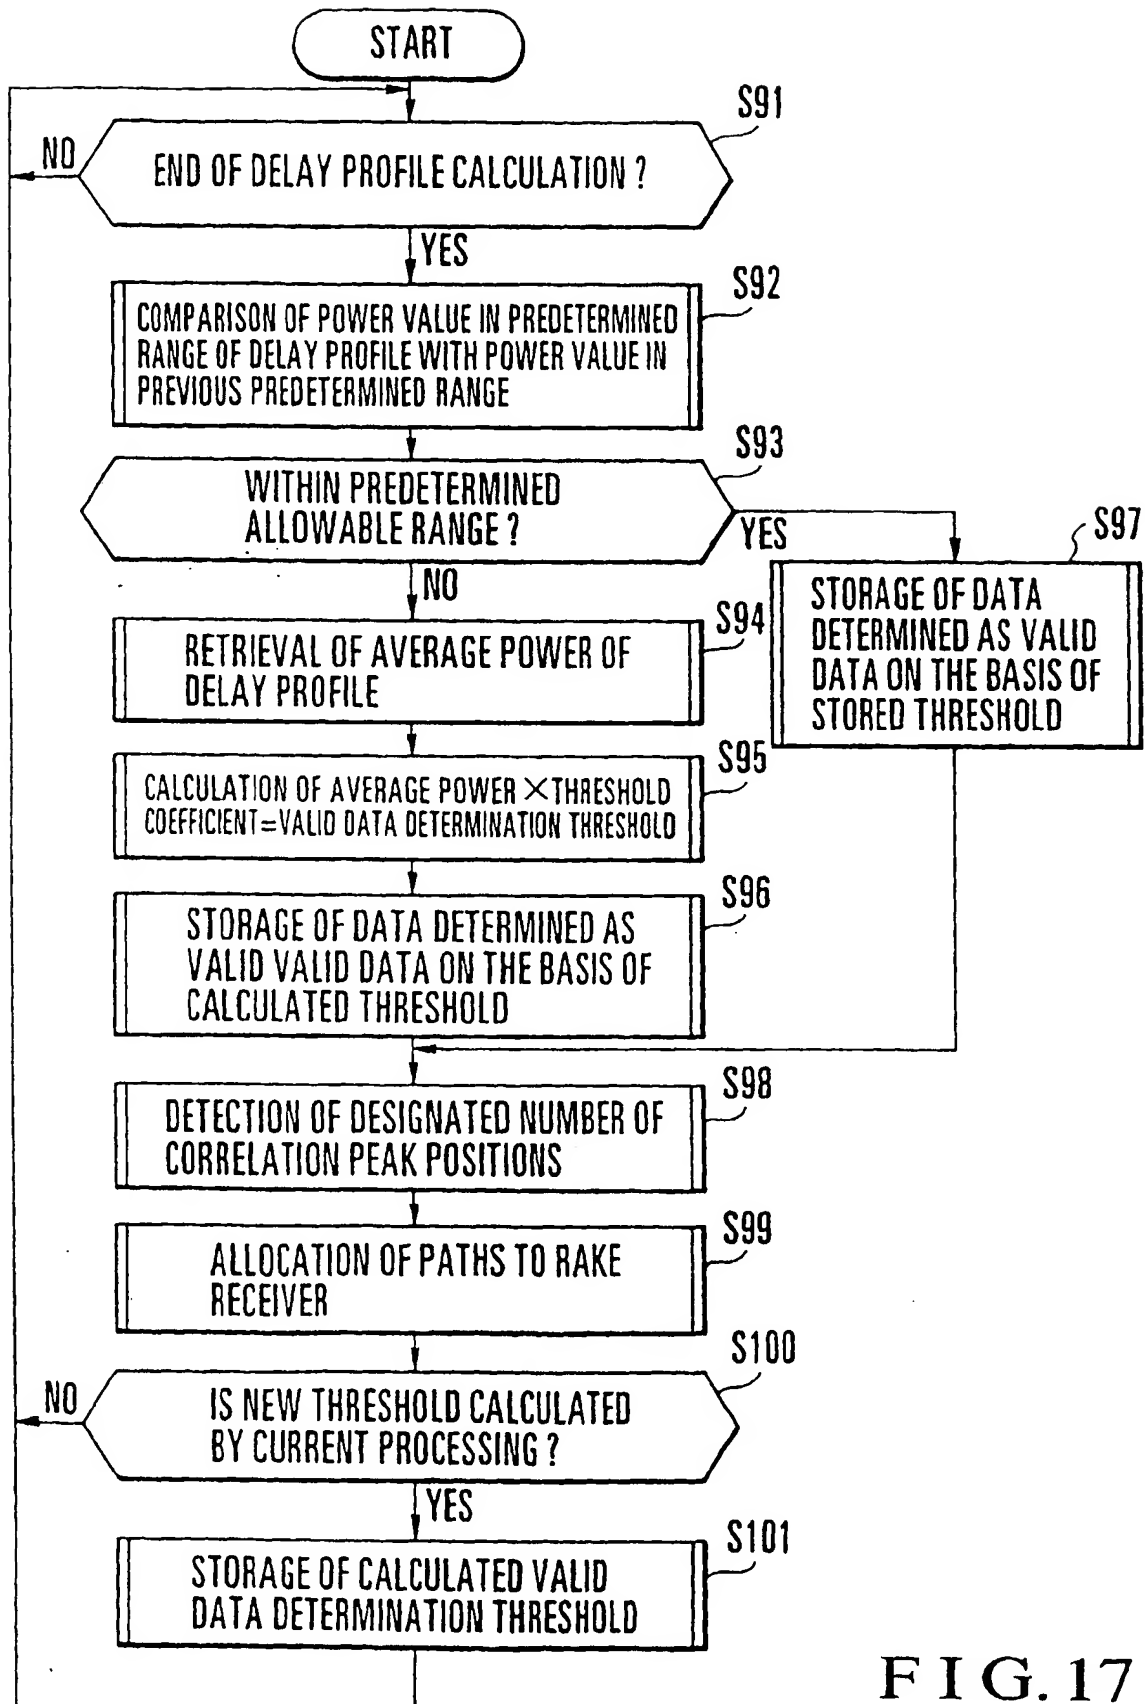 START
S91
NO
END OF DELAY PROFILE CALCULATION ?
YES
S92
COMPARISON OF POWER VALUE IN PREDETERMINED
RANGE OF DELAY PROFILE WITH POWER VALUE IN
PREVIOUS PREDETERMINED RANGE
S93
WITHIN PREDETERMINED
ALLOWABLE RANGE ?
YES
S97
NO
STORAGE OF DATA
DETERMINED AS VALID
DATA ON THE BASIS OF
STORED THRESHOLD
S94
RETRIEVAL OF AVERAGE POWER OF
DELAY PROFILE
S95
CALCULATION OF AVERAGE POWER × THRESHOLD
COEFFICIENT=VALID DATA DETERMINATION THRESHOLD
S96
STORAGE OF DATA DETERMINED AS
VALID VALID DATA ON THE BASIS OF
CALCULATED THRESHOLD
S98
DETECTION OF DESIGNATED NUMBER OF
CORRELATION PEAK POSITIONS
S99
ALLOCATION OF PATHS TO RAKE
RECEIVER
S100
NO
IS NEW THRESHOLD CALCULATED
BY CURRENT PROCESSING ?
YES
S101
STORAGE OF CALCULATED VALID
DATA DETERMINATION THRESHOLD
FIG. 17